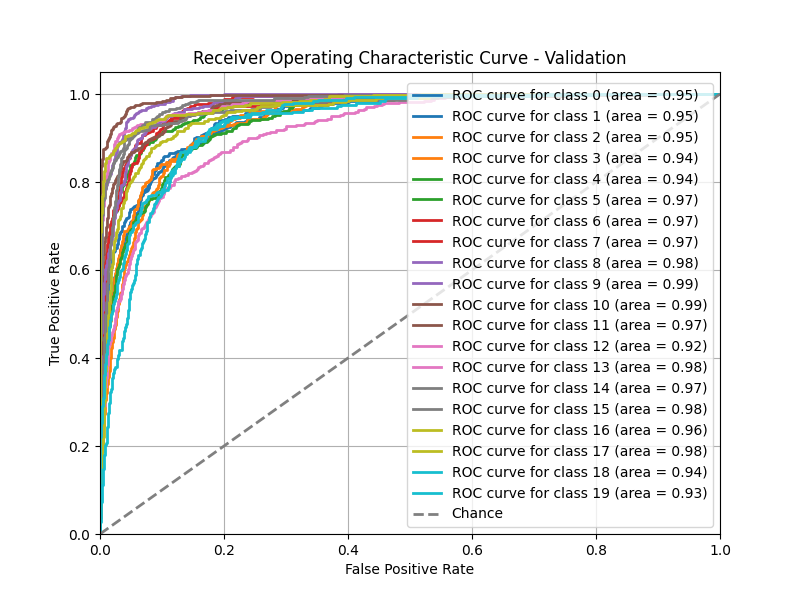 Receiver Operating Characteristic Curve - Validation
True Positive Rate
1.0
0.8
0.6
0.4
0.2
0.0
ROC curve for class 0 (area = 0.95)
ROC curve for class 1 (area = 0.95)
ROC curve for class 2 (area = 0.95)
ROC curve for class 3 (area = 0.94)
ROC curve for class 4 (area = 0.94)
ROC curve for class 5 (area = 0.97)
ROC curve for class 6 (area = 0.97)
ROC curve for class 7 (area = 0.97)
ROC curve for class 8 (area = 0.98)
ROC curve for class 9 (area = 0.99)
ROC curve for class 10 (area = 0.99)
ROC curve for class 11 (area = 0.97)
ROC curve for class 12 (area = 0.92)
ROC curve for class 13 (area = 0.98)
ROC curve for class 14 (area = 0.97)
ROC curve for class 15 (area = 0.98)
ROC curve for class 16 (area = 0.96)
ROC curve for class 17 (area = 0.98)
ROC curve for class 18 (area = 0.94)
ROC curve for class 19 (area = 0.93)
Chance
0.0 0.2 0.4 0.6 0.8 1.0
False Positive Rate